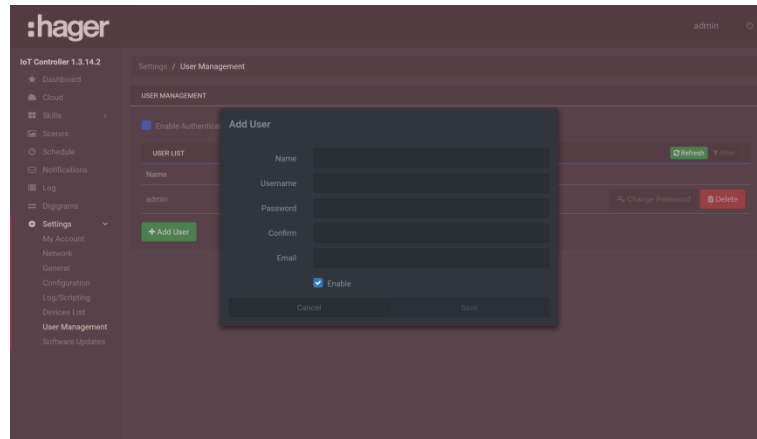 :hager
admin
IoT Controller 1.3.14.2
Dashboard
Cloud
Skills
Scenes
Schedule
Notifications
Log
Digigrams
Settings
My Account
Network
General
Configuration
Log/Scripting
Devices List
User Management
Software Updates
Settings / User Management
USER MANAGEMENT
Enable
USER LIST
Refresh
Filter
Name
admin
Change Password
Delete
+ Add User
Add User
Name
Username
Password
Confirm
Email
Enable
Cancel
Save